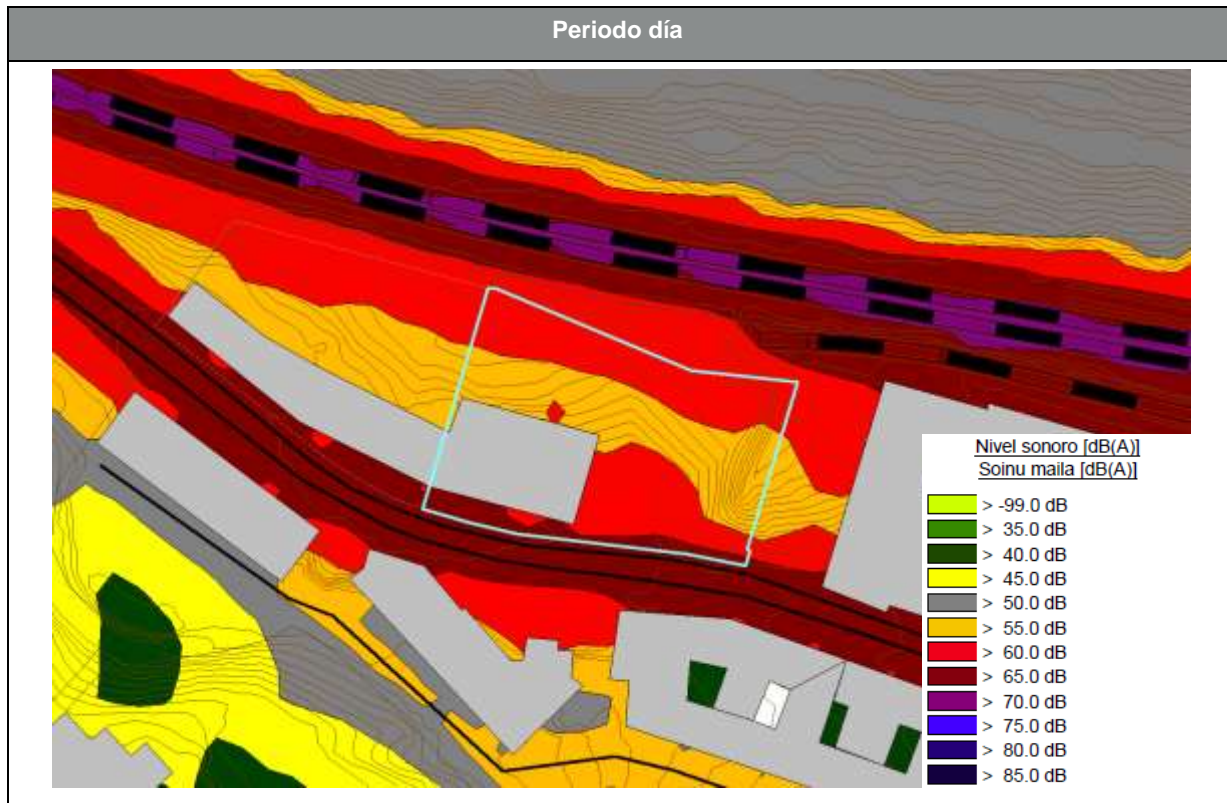 Periodo día
Nivel sonoro [dB(A)]
Soinu maila [dB(A)]
> -99.0 dB
> 35.0 dB
> 40.0 dB
> 45.0 dB
> 50.0 dB
> 55.0 dB
> 60.0 dB
> 65.0 dB
> 70.0 dB
> 75.0 dB
> 80.0 dB
> 85.0 dB